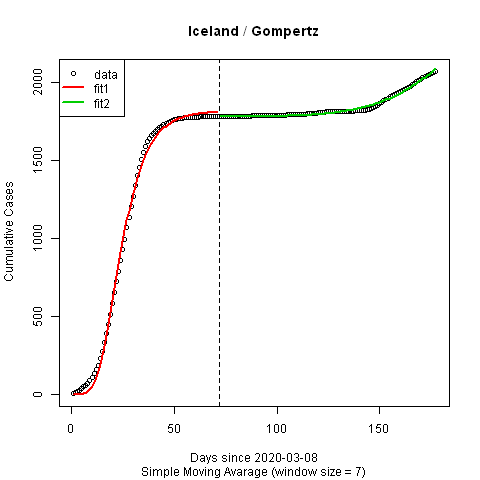 Iceland / Gompertz
data
fit1
fit2
Cumulative Cases
0
500
1000
1500
2000
0
50
100
150
Days since 2020-03-08
Simple Moving Avarage (window size = 7)